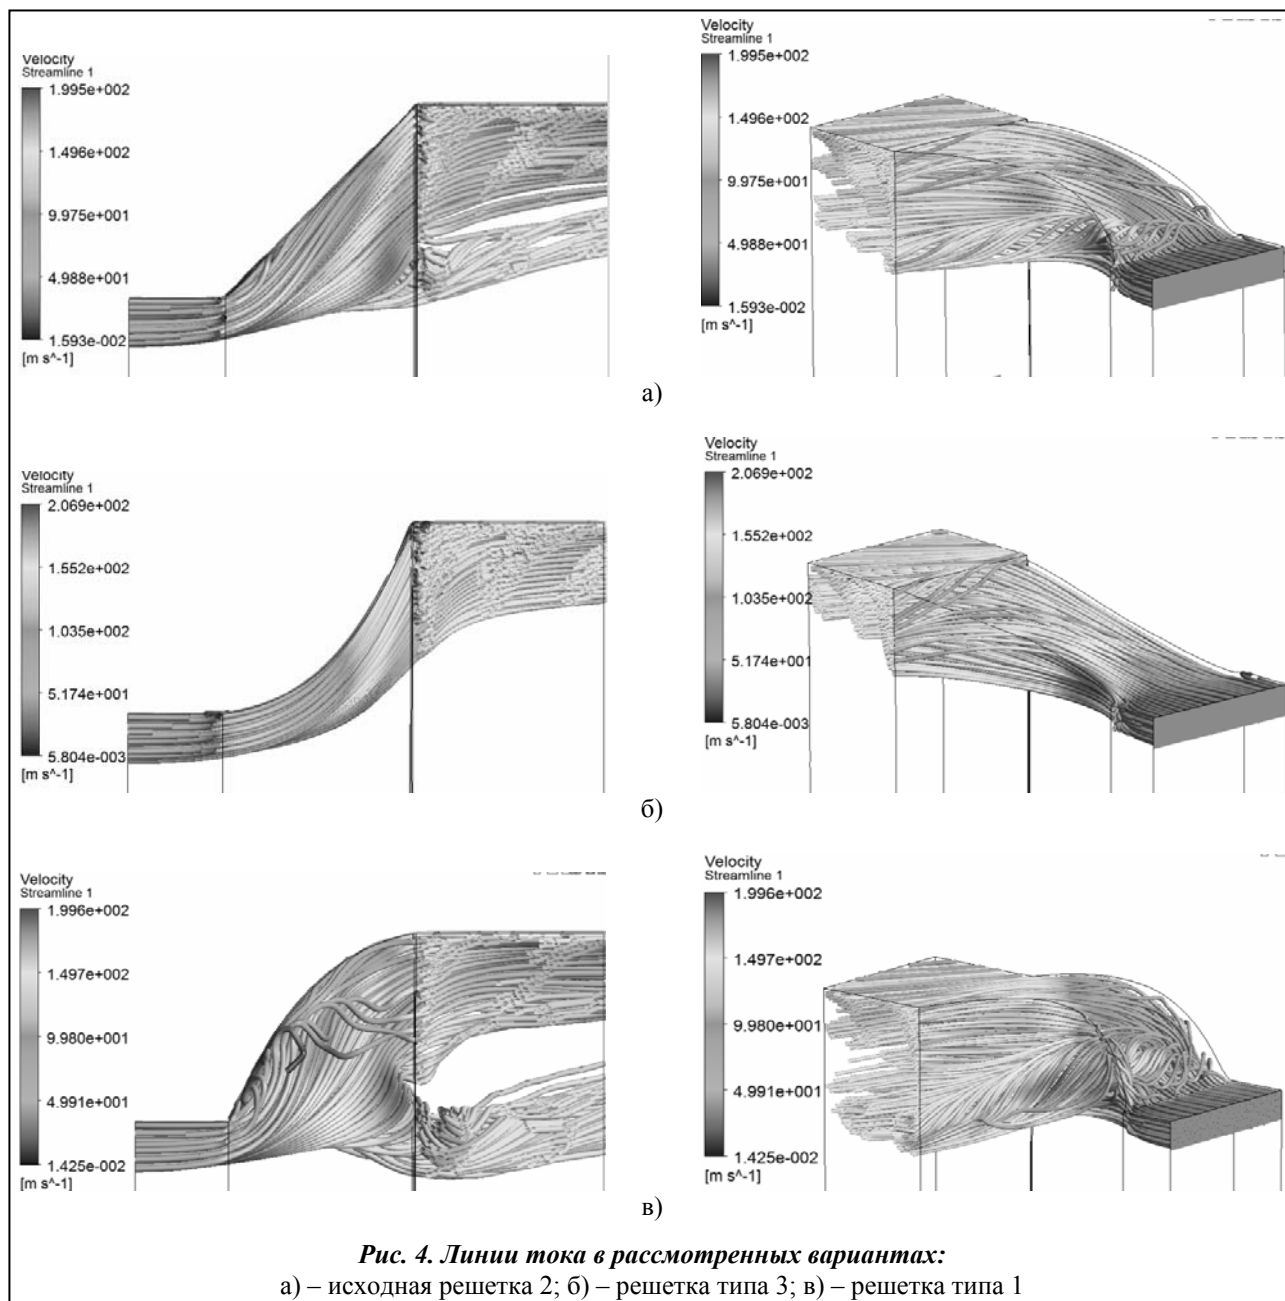 Velocity
Streamline 1
1.995e+002
1.496e+002
9.975e+001
4.988e+001
1.593e-002
[m s^-1]
Velocity
Streamline 1
1.995e+002
1.496e+002
9.975e+001
4.988e+001
1.593e-002
[m s^-1]
а)
Velocity
Streamline 1
2.069e+002
1.552e+002
1.035e+002
5.174e+001
5.804e-003
[m s^-1]
Velocity
Streamline 1
2.069e+002
1.552e+002
1.035e+002
5.174e+001
5.804e-003
[m s^-1]
б)
Velocity
Streamline 1
1.996e+002
1.497e+002
9.980e+001
4.991e+001
1.425e-002
[m s^-1]
Velocity
Streamline 1
1.996e+002
1.497e+002
9.980e+001
4.991e+001
1.425e-002
[m s^-1]
в)
Рис. 4. Линии тока в рассмотренных вариантах:
а) – исходная решетка 2; б) – решетка типа 3; в) – решетка типа 1